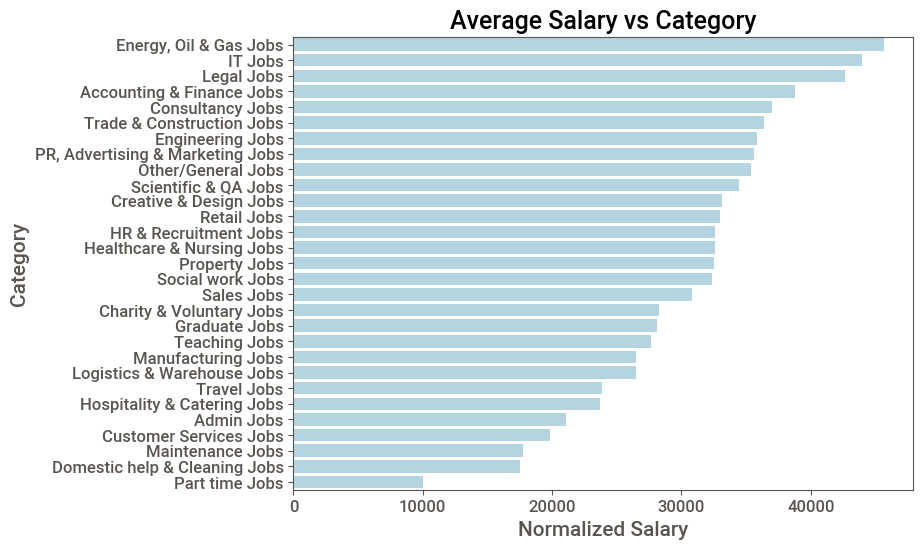 Average Salary vs Category
Category
Energy, Oil & Gas Jobs
IT Jobs
Legal Jobs
Accounting & Finance Jobs
Consultancy Jobs
Trade & Construction Jobs
Engineering Jobs
PR, Advertising & Marketing Jobs
Other/General Jobs
Scientific & QA Jobs
Creative & Design Jobs
Retail Jobs
HR & Recruitment Jobs
Healthcare & Nursing Jobs
Property Jobs
Social work Jobs
Sales Jobs
Charity & Voluntary Jobs
Graduate Jobs
Teaching Jobs
Manufacturing Jobs
Logistics & Warehouse Jobs
Travel Jobs
Hospitality & Catering Jobs
Admin Jobs
Customer Services Jobs
Maintenance Jobs
Domestic help & Cleaning Jobs
Part time Jobs
0 10000 20000 30000 40000
Normalized Salary